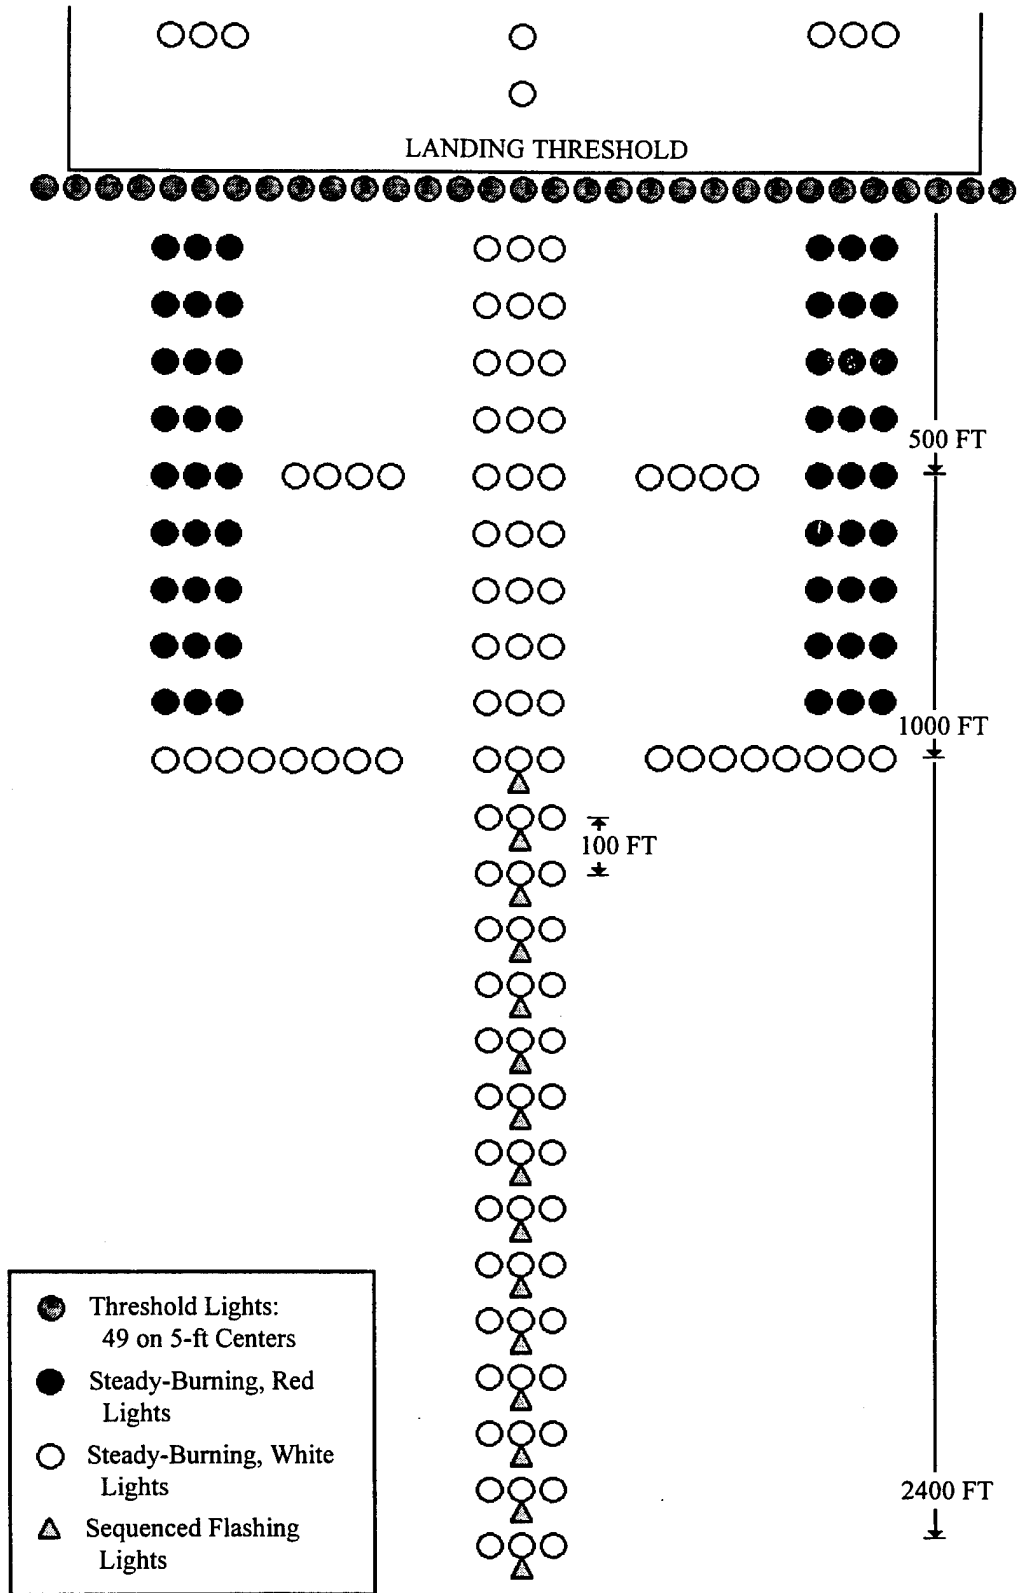 LANDING THRESHOLD
500 FT
1000 FT
100 FT
2400 FT
Threshold Lights:
49 on 5-ft Centers
Steady-Burning, Red
Lights
Steady-Burning, White
Lights
Sequenced Flashing
Lights